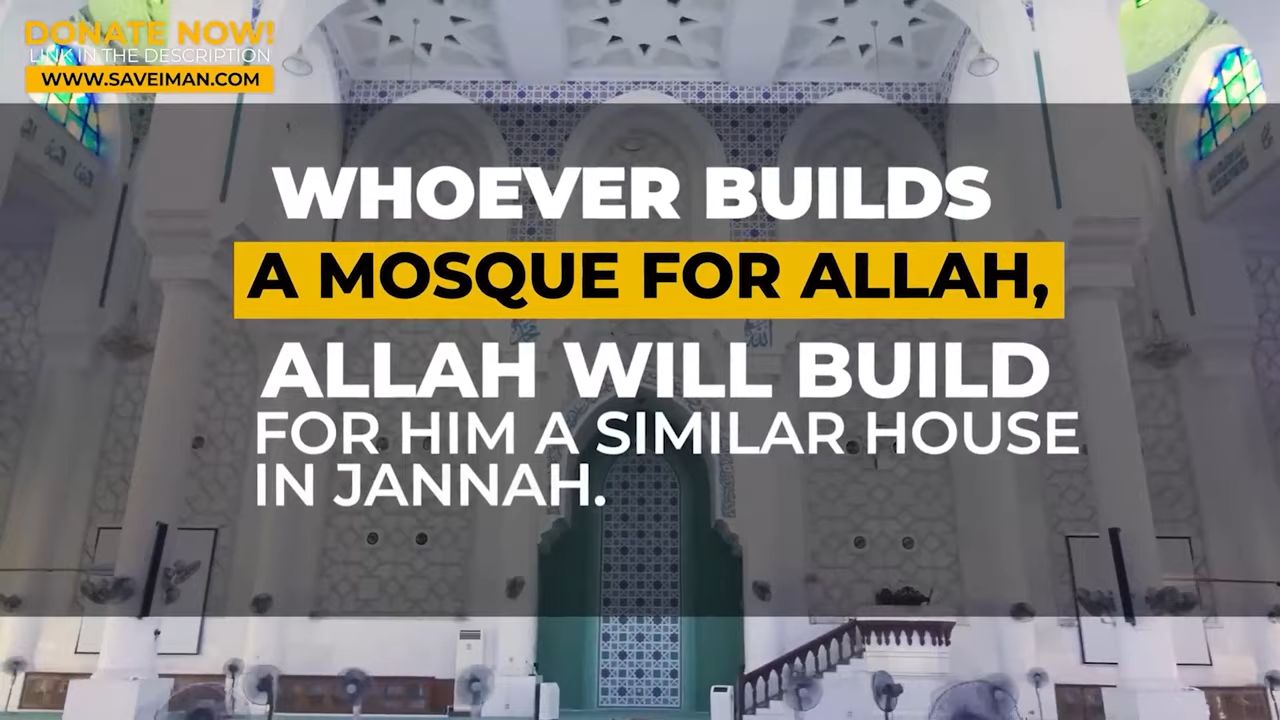 DONATE NOW!
LINK IN THE DESCRIPTION
WWW.SAVEIMAN.COM
WHOEVER BUILDS
A MOSQUE FOR ALLAH,
ALLAH WILL BUILD
FOR HIM A SIMILAR HOUSE
IN JANNAH.